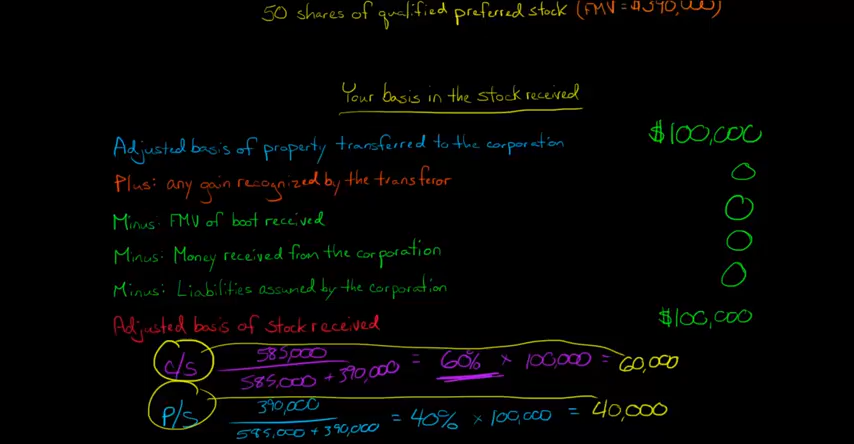 50 shares of qualified preferred stock (FMV = $390,000)
Your basis in the stock received
Adjusted basis of property transferred to the corporation $100,000
Plus: any gain recognized by the transferor 0
Minus: FMV of boot received 0
Minus: Money received from the corporation 0
Minus: Liabilities assumed by the corporation 0
Adjusted basis of stock received $100,000
C/S 585,000 / 585,000 + 390,000 = 60% × 100,000 = 60,000
P/S 390,000 / 585,000 + 390,000 = 40% × 100,000 = 40,000